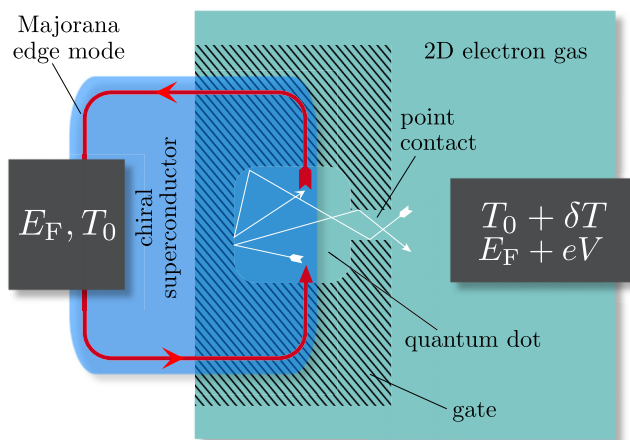 Majorana
edge mode
2D electron gas
point
contact
chiral
superconductor
E_F, T_0
T_0 + δT
E_F + eV
quantum dot
gate